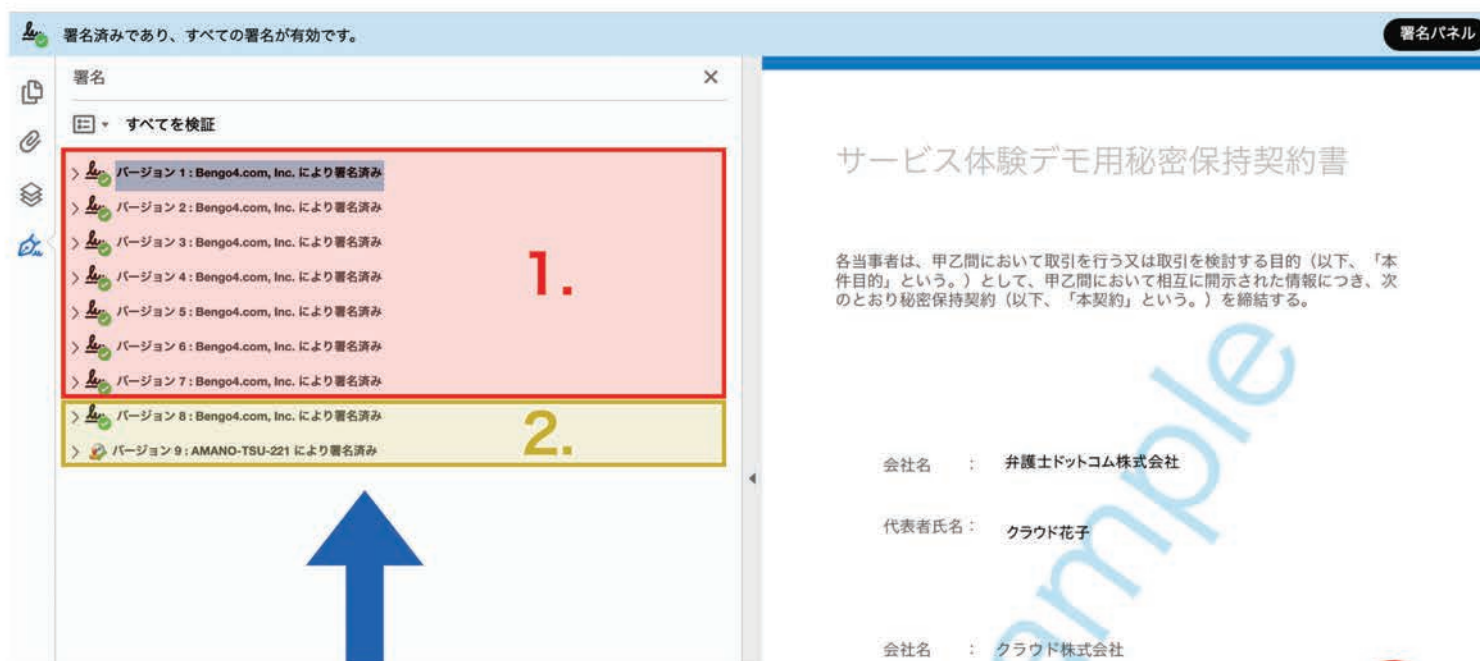 署名済みであり、すべての署名が有効です。
署名パネル
署名
すべてを検証
バージョン 1 : Bengo4.com, Inc. により署名済み
バージョン 2 : Bengo4.com, Inc. により署名済み
バージョン 3 : Bengo4.com, Inc. により署名済み
バージョン 4 : Bengo4.com, Inc. により署名済み
バージョン 5 : Bengo4.com, Inc. により署名済み
バージョン 6 : Bengo4.com, Inc. により署名済み
バージョン 7 : Bengo4.com, Inc. により署名済み
1.
バージョン 8 : Bengo4.com, Inc. により署名済み
バージョン 9 : AMANO-TSU-221 により署名済み
2.
サービス体験デモ用秘密保持契約書
各当事者は、甲乙間において取引を行う又は取引を検討する目的（以下、「本
件目的」という。）として、甲乙間において相互に開示された情報につき、次
のとおり秘密保持契約（以下、「本契約」という。）を締結する。
会社名 ： 弁護士ドットコム株式会社
代表者氏名： クラウド花子
会社名 ： クラウド株式会社
ample